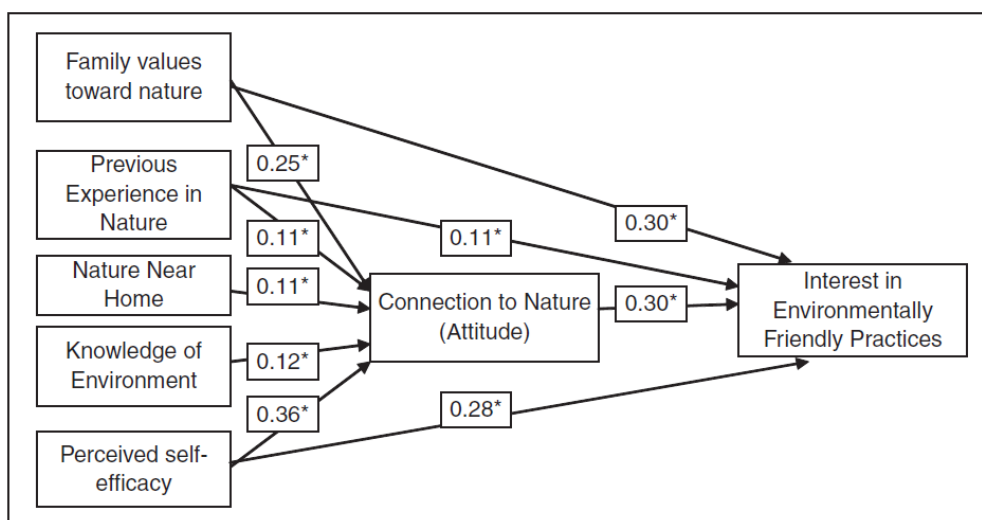 Family values
toward nature
0.25*
Previous
Experience in
Nature
0.30*
0.11*
0.11*
Nature Near
Home
0.11*
Connection to Nature
(Attitude)
0.30*
Interest in
Environmentally
Friendly Practices
Knowledge of
Environment
0.12*
0.36*
0.28*
Perceived self-
efficacy